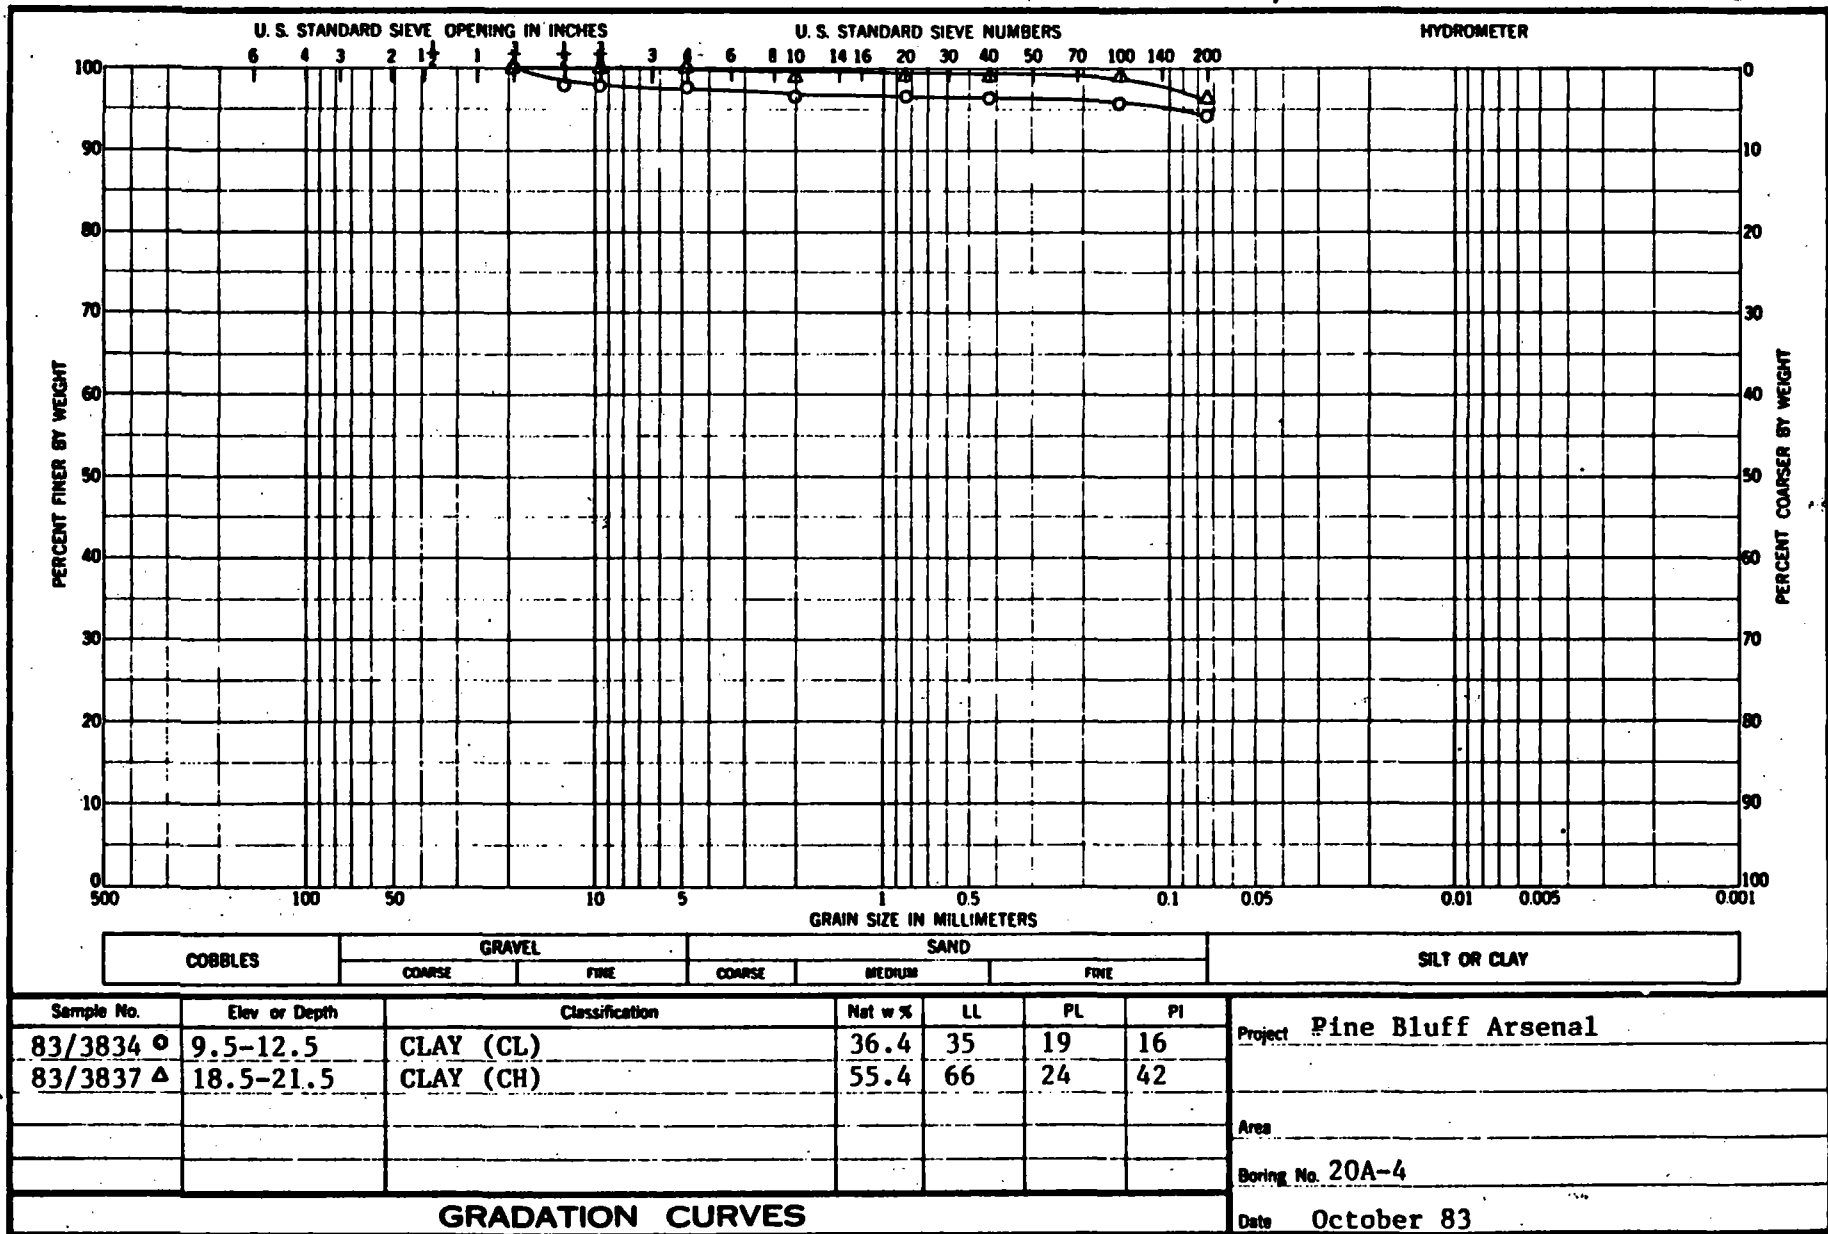 U. S. STANDARD SIEVE OPENING IN INCHES U. S. STANDARD SIEVE NUMBERS HYDROMETER
6 4 3 2 1½ 1 ¾ ½ ⅜ 3 4 6 8 10 14 16 20 30 40 50 70 100 140 200
100 0
90 10
80 20
70 30
60 40
50 50
40 60
30 70
20 80
10 90
0 100
PERCENT FINER BY WEIGHT
PERCENT COARSER BY WEIGHT
500 100 50 10 5 1 0.5 0.1 0.05 0.01 0.005 0.001
GRAIN SIZE IN MILLIMETERS
COBBLES GRAVEL SAND SILT OR CLAY
COARSE FINE COARSE MEDIUM FINE
Sample No. Elev or Depth Classification Nat w % LL PL PI
83/3834 O 9.5-12.5 CLAY (CL) 36.4 35 19 16
83/3837 Δ 18.5-21.5 CLAY (CH) 55.4 66 24 42
Project Pine Bluff Arsenal
Area
Boring No. 20A-4
Date October 83
GRADATION CURVES